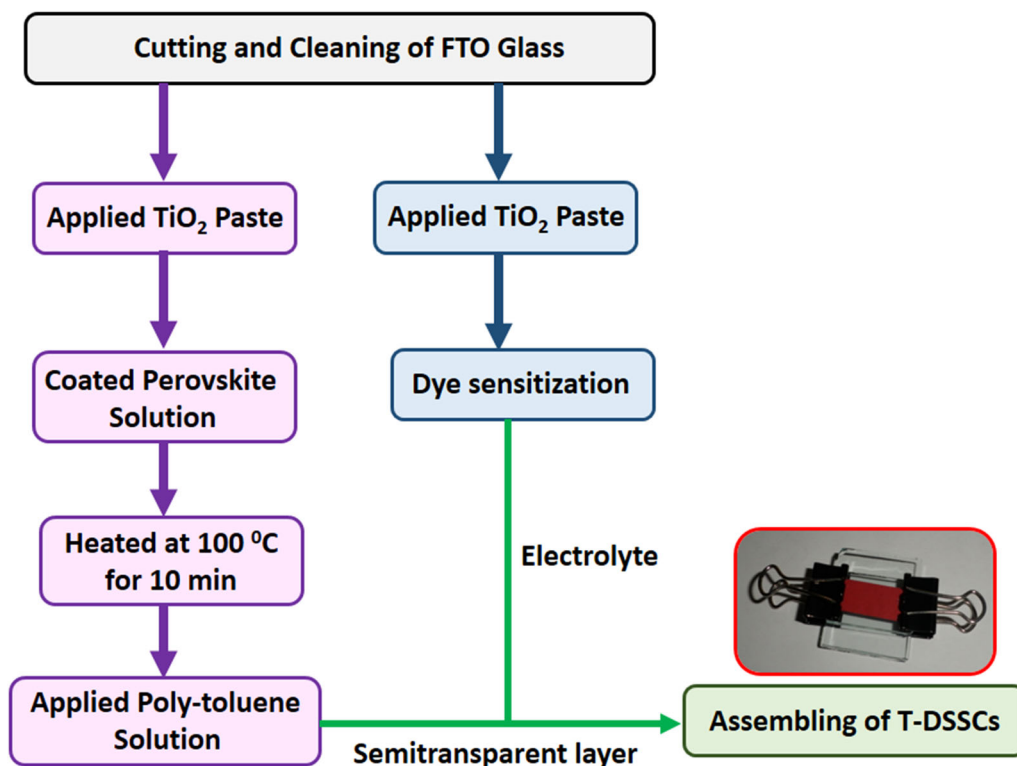 Cutting and Cleaning of FTO Glass
Applied TiO₂ Paste
Coated Perovskite
Solution
Heated at 100 ⁰C
for 10 min
Applied Poly-toluene
Solution
Applied TiO₂ Paste
Dye sensitization
Electrolyte
Semitransparent layer
Assembling of T-DSSCs